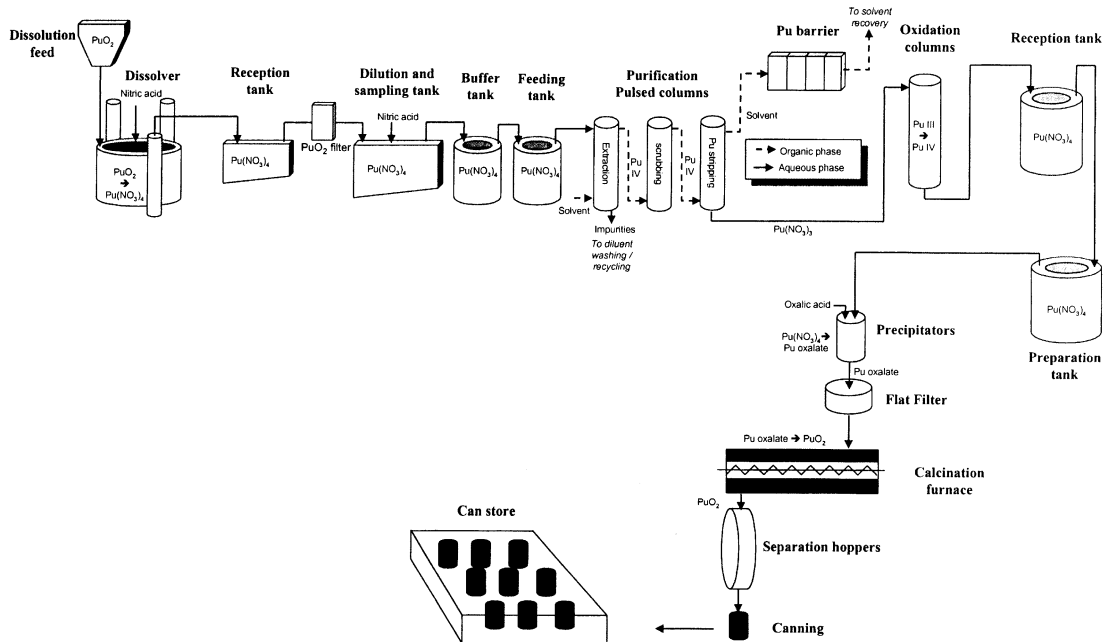 To solvent
recovery
Dissolution
feed
PuO2
Pu barrier
Oxidation
columns
Reception tank
Dissolver
Nitric acid
Reception
tank
Dilution and
sampling tank
Nitric acid
Buffer
tank
Feeding
tank
Purification
Pulsed columns
Solvent
PuO2 filter
PuO2
➔
Pu(NO3)4
Pu(NO3)4
Pu(NO3)4
Pu(NO3)4
Pu(NO3)4
Extraction
Pu
IV
scrubbing
Pu
IV
Pu stripping
Organic phase
Aqueous phase
Pu III
➔
Pu IV
Pu(NO3)4
Solvent
Impurities
To diluent
washing /
recycling
Pu(NO3)3
Oxalic acid
Pu(NO3)4➔
Pu oxalate
Precipitators
Pu(NO3)4
Preparation
tank
Pu oxalate
Flat Filter
Pu oxalate ➔ PuO2
Calcination
furnace
PuO2
Can store
Separation hoppers
Canning